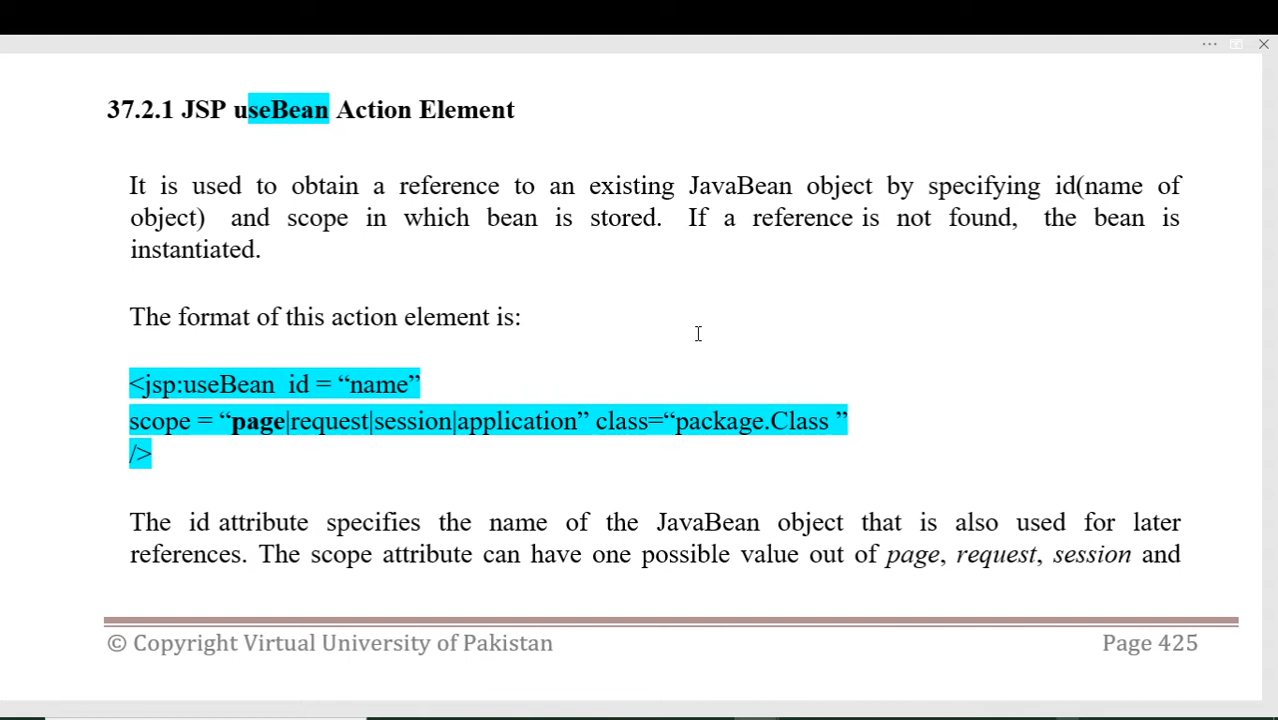 37.2.1 JSP useBean Action Element
It is used to obtain a reference to an existing JavaBean object by specifying id(name of
object) and scope in which bean is stored. If a reference is not found, the bean is
instantiated.
The format of this action element is:
<jsp:useBean id = “name”
scope = “page|request|session|application” class=“package.Class ”
/>
The id attribute specifies the name of the JavaBean object that is also used for later
references. The scope attribute can have one possible value out of page, request, session and
© Copyright Virtual University of Pakistan Page 425